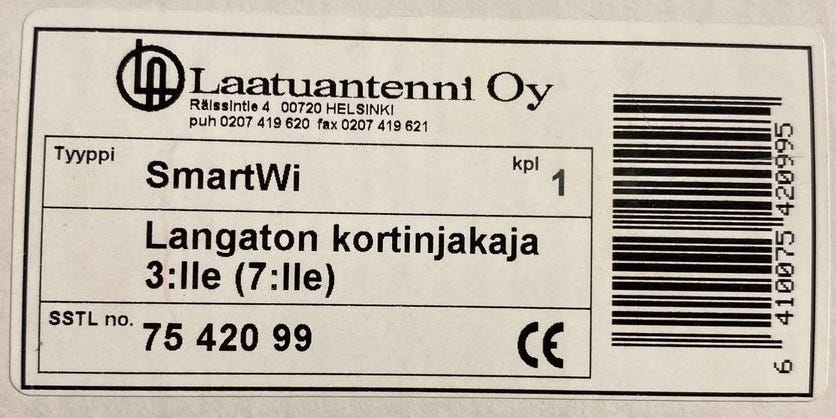 LA Laatuantenni Oy
Räissintie 4 00720 HELSINKI
puh 0207 419 620 fax 0207 419 621
Tyyppi SmartWi kpl 1
Langaton kortinjakaja
3:lle (7:lle)
SSTL no. 75 420 99 CE
6 410075 420995